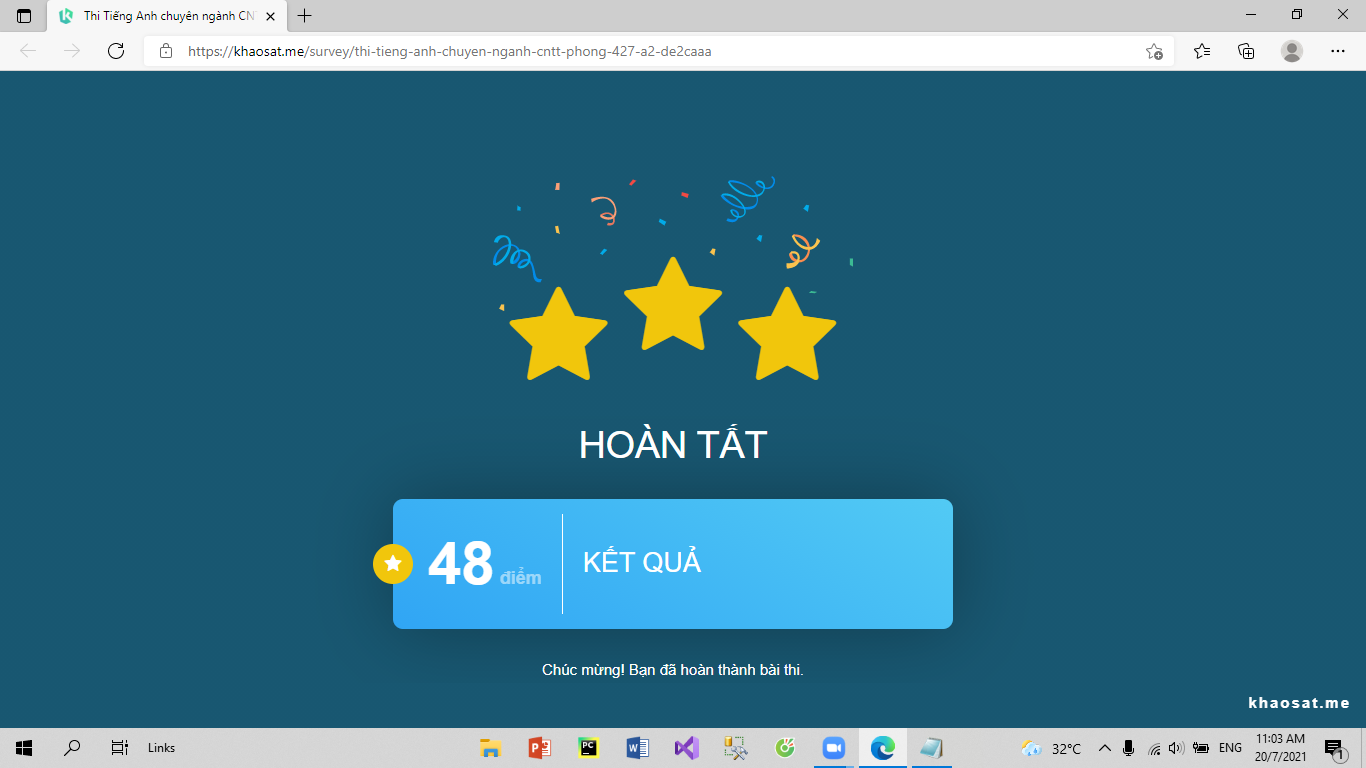 Thi Tiếng Anh chuyên ngành CN
https://khaosat.me/survey/thi-tieng-anh-chuyen-nganh-cntt-phong-427-a2-de2caaa
HOÀN TẤT
48 điểm
KẾT QUẢ
Chúc mừng! Bạn đã hoàn thành bài thi.
khaosat.me
Links
32°C
ENG
11:03 AM
20/7/2021
1